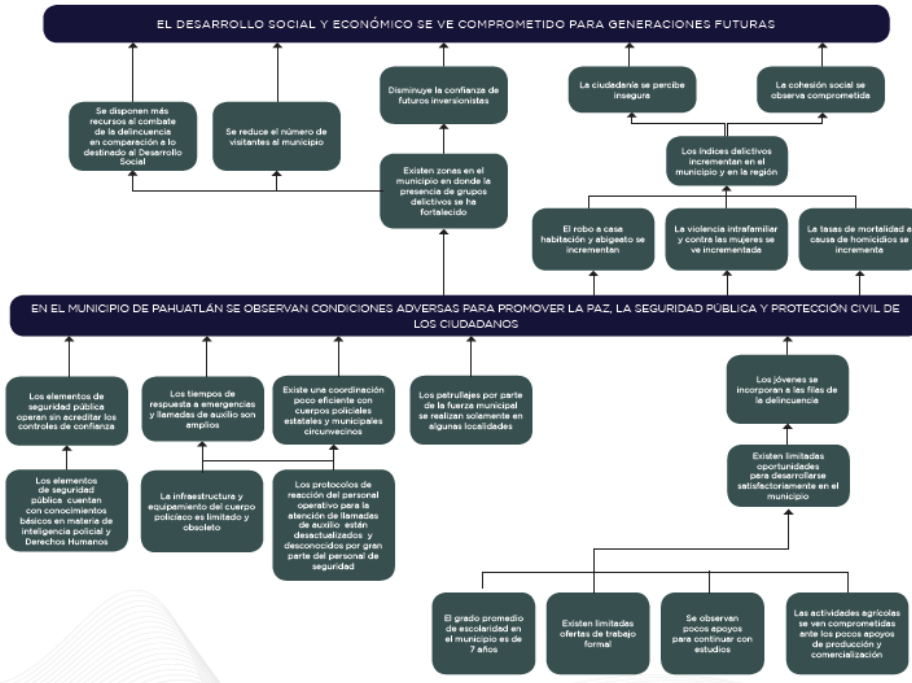 EL DESARROLLO SOCIAL Y ECONÓMICO SE VE COMPROMETIDO PARA GENERACIONES FUTURAS
Disminuye la confianza de
futuros inversionistas
La ciudadanía se percibe
insegura
La cohesión social se
observa comprometida
Se disponen más
recursos al combate
de la delincuencia
en comparación a lo
destinado al Desarrollo
Social
Se reduce el número de
visitantes al municipio
Los índices delictivos
incrementan en el
municipio y en la región
Existen zonas en el
municipio en donde la
presencia de grupos
delictivos se ha
fortalecido
El robo a casa
habitación y abigeato se
incrementan
La violencia intrafamiliar
y contra las mujeres se
ve incrementada
La tasas de mortalidad a
causa de homicidios se
incrementa
EN EL MUNICIPIO DE PAHUATLÁN SE OBSERVAN CONDICIONES ADVERSAS PARA PROMOVER LA PAZ, LA SEGURIDAD PÚBLICA Y PROTECCIÓN CIVIL DE
LOS CIUDADANOS
Los elementos de
seguridad pública
operan sin acreditar los
controles de confianza
Los tiempos de
respuesta a emergencias
y llamadas de auxilio son
amplios
Existe una coordinación
poco eficiente con
cuerpos policiales
estatales y municipales
circunvecinos
Los patrullajes por parte
de la fuerza municipal
se realizan solamente en
algunas localidades
Los jóvenes se
incorporan a las filas de
la delincuencia
Los elementos
de seguridad
pública cuentan
con conocimientos
básicos en materia de
inteligencia policial y
Derechos Humanos
La infraestructura y
equipamiento del cuerpo
policíaco es limitado y
obsoleto
Los protocolos de
reacción del personal
operativo para la
atención de llamadas
de auxilio están
desactualizados y
desconocidos por gran
parte del personal de
seguridad
Existen limitadas
oportunidades
para desarrollarse
satisfactoriamente en el
municipio
El grado promedio
de escolaridad en
el municipio es de
7 años
Existen limitadas
ofertas de trabajo
formal
Se observan
pocos apoyos
para continuar con
estudios
Las actividades agrícolas
se ven comprometidas
ante los pocos apoyos
de producción y
comercialización